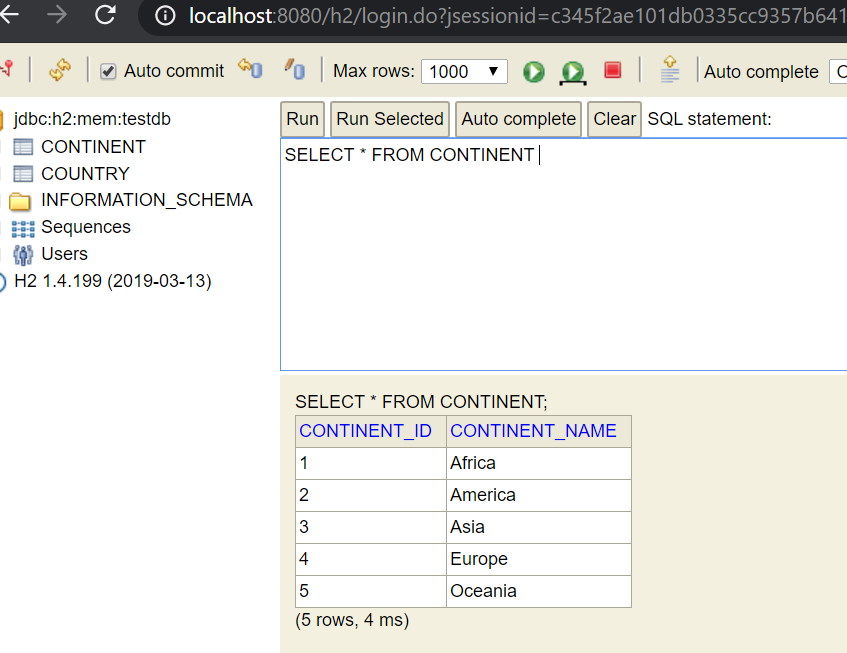 localhost:8080/h2/login.do?jsessionid=c345f2ae101db0335cc9357b641
Auto commit Max rows: 1000 Auto complete
jdbc:h2:mem:testdb
CONTINENT
COUNTRY
INFORMATION_SCHEMA
Sequences
Users
H2 1.4.199 (2019-03-13)
Run Run Selected Auto complete Clear SQL statement:
SELECT * FROM CONTINENT
SELECT * FROM CONTINENT;
CONTINENT_ID CONTINENT_NAME
1 Africa
2 America
3 Asia
4 Europe
5 Oceania
(5 rows, 4 ms)